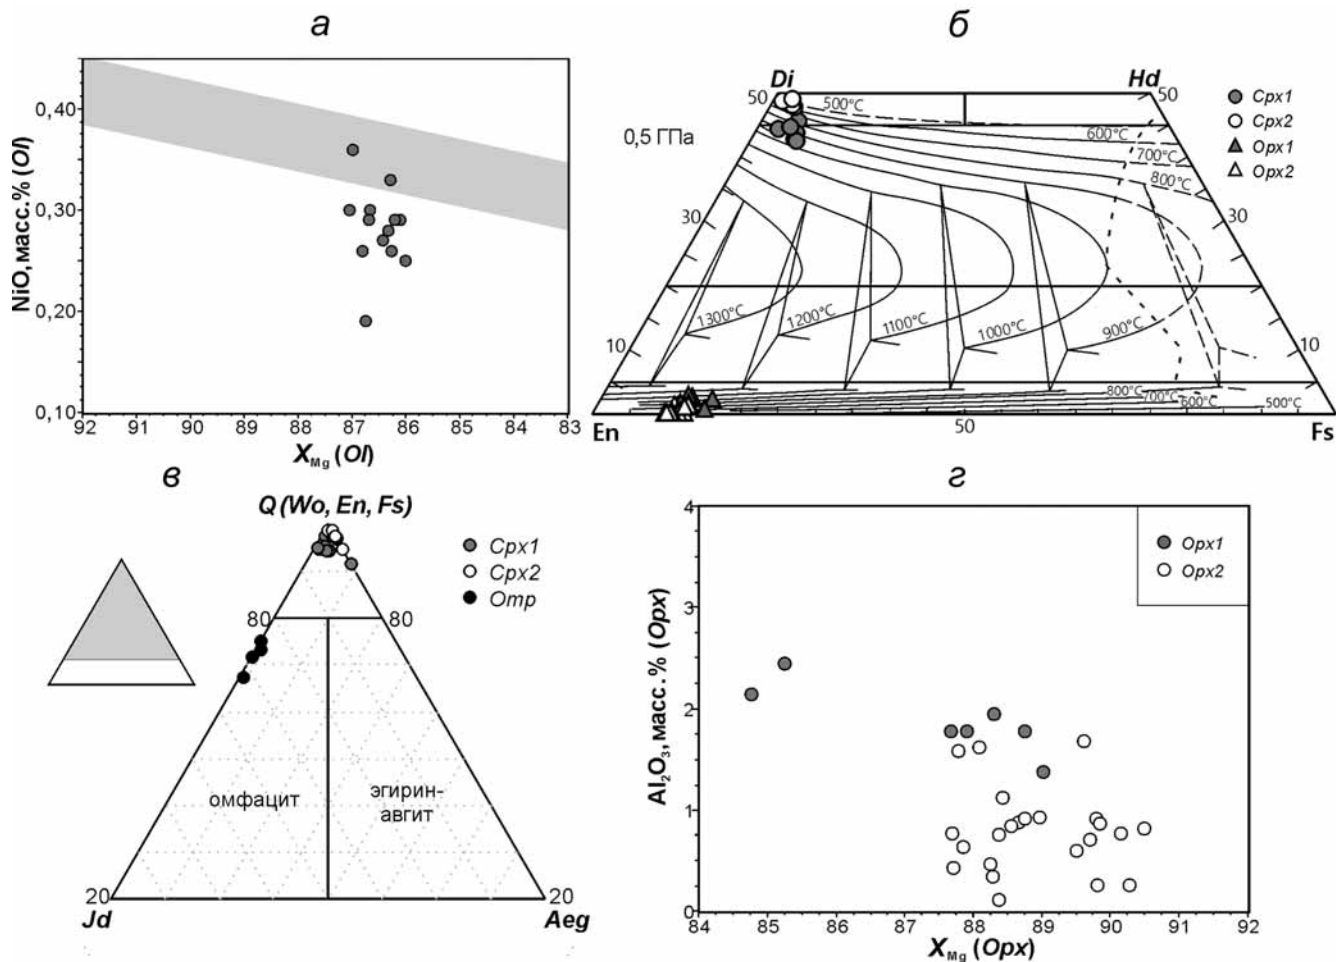 а
NiO, масс.% (Ol)
0,40
0,30
0,20
0,10
92 91 90 89 88 87 86 85 84 83
X Mg (Ol)
б
Di Hd
50 50
0,5 ГПа
500°C
600°C
700°C
800°C
30 30
1300°C 1200°C 1100°C 1000°C 900°C
10 10
800°C 700°C 600°C 500°C
En 50 Fs
Cpx1
Cpx2
Opx1
Opx2
в
Q (Wo, En, Fs)
Cpx1
Cpx2
Omp
80 80
омфацит
эгирин-
авгит
20 20
Jd Aeg
г
Al2O3, масс.% (Opx)
4
3
2
1
0
84 85 86 87 88 89 90 91 92
X Mg (Opx)
Opx1
Opx2